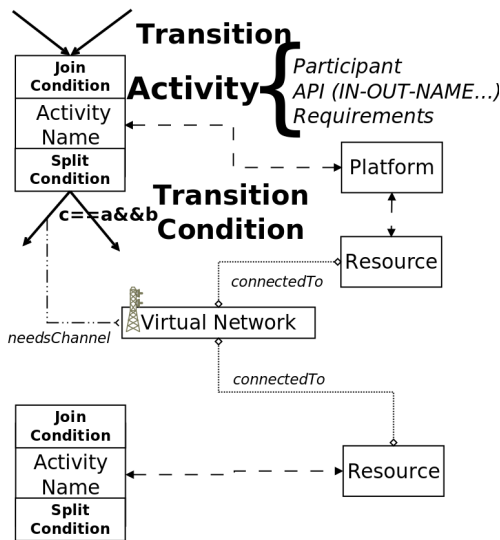 Transition
Join
Condition
Activity
Participant
API (IN-OUT-NAME...)
Requirements
Activity
Name
Split
Condition
Platform
Transition
Condition
c==a&&b
Resource
connectedTo
Virtual Network
needsChannel
connectedTo
Join
Condition
Activity
Name
Resource
Split
Condition